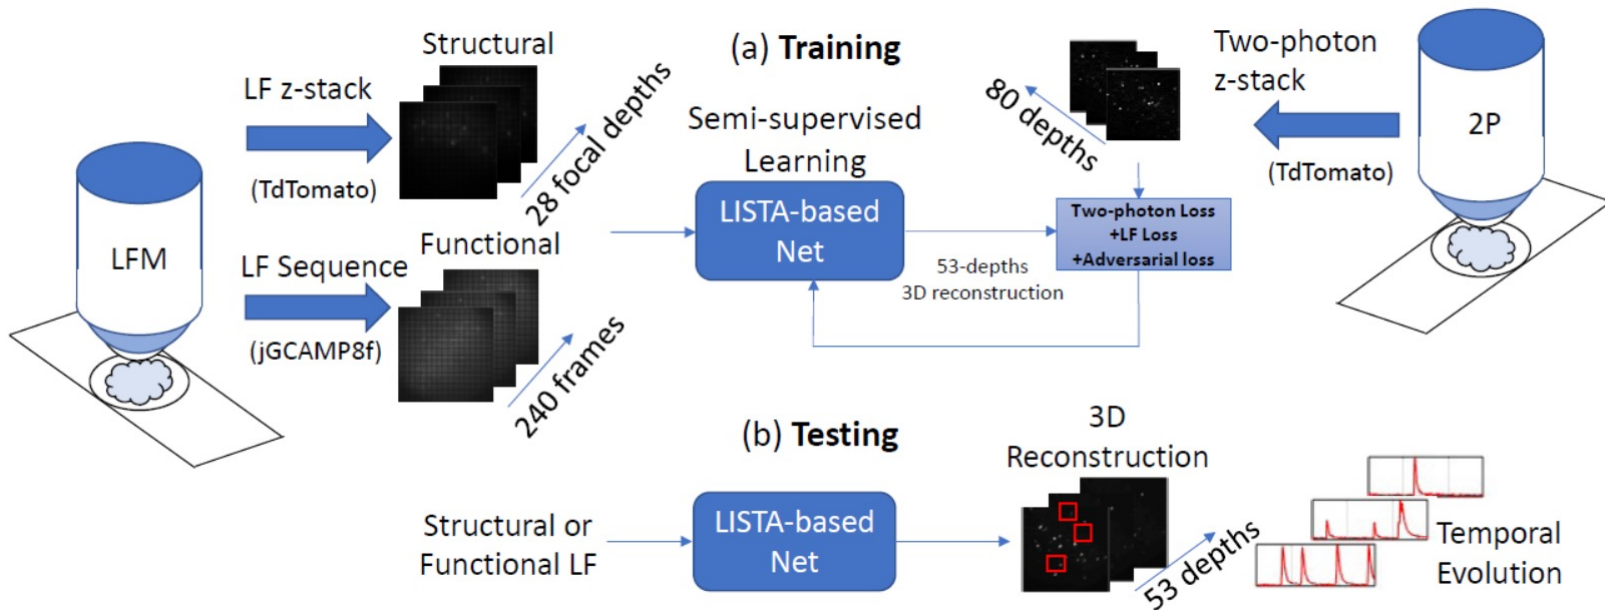 (a) Training
Structural
LF z-stack
(TdTomato)
28 focal depths
LFM
Functional
LF Sequence
(jGCAMP8f)
240 frames
Semi-supervised
Learning
LISTA-based
Net
53-depths
3D reconstruction
80 depths
Two-photon Loss
+LF Loss
+Adversarial loss
Two-photon
z-stack
(TdTomato)
2P
(b) Testing
Structural or
Functional LF
LISTA-based
Net
3D
Reconstruction
53 depths
Temporal
Evolution